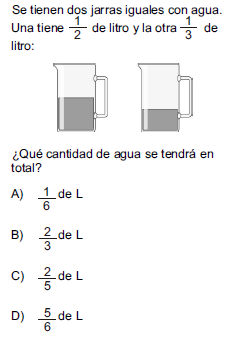 Se tienen dos jarras iguales con agua.
Una tiene 1/2 de litro y la otra 1/3 de
litro:
¿Qué cantidad de agua se tendrá en
total?
A) 1/6 de L
B) 2/3 de L
C) 2/5 de L
D) 5/6 de L